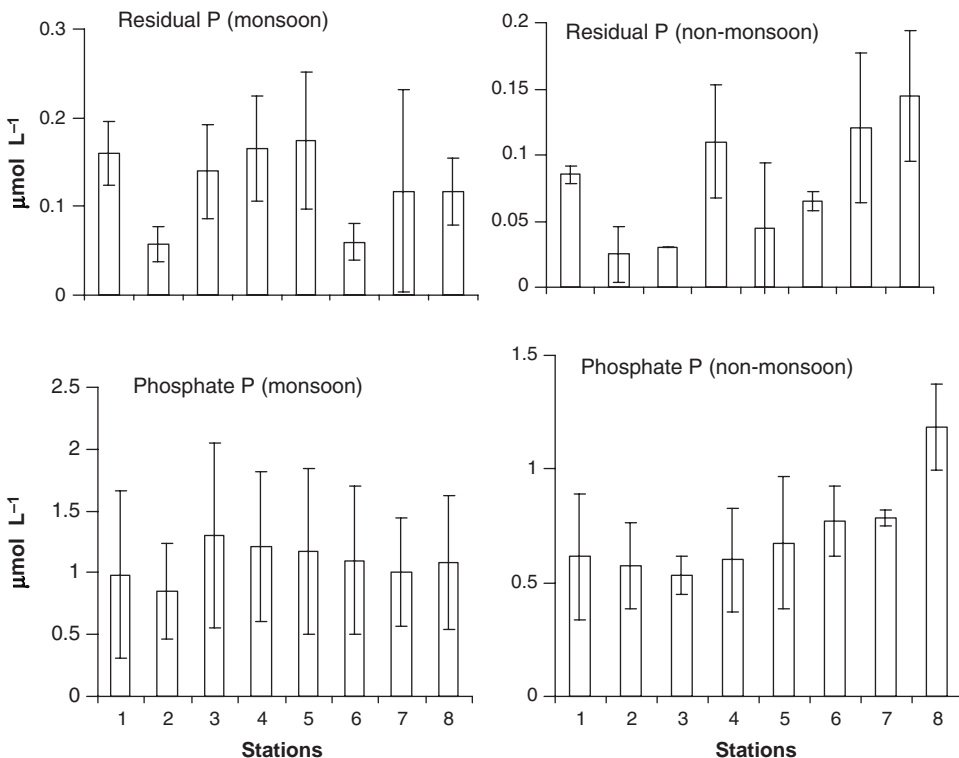 Residual P (monsoon)
0.3
0.2
0.1
0
µmol L⁻¹
Residual P (non-monsoon)
0.2
0.15
0.1
0.05
0
Phosphate P (monsoon)
2.5
2
1.5
1
0.5
0
µmol L⁻¹
1 2 3 4 5 6 7 8
Stations
Phosphate P (non-monsoon)
1.5
1
0.5
0
1 2 3 4 5 6 7 8
Stations